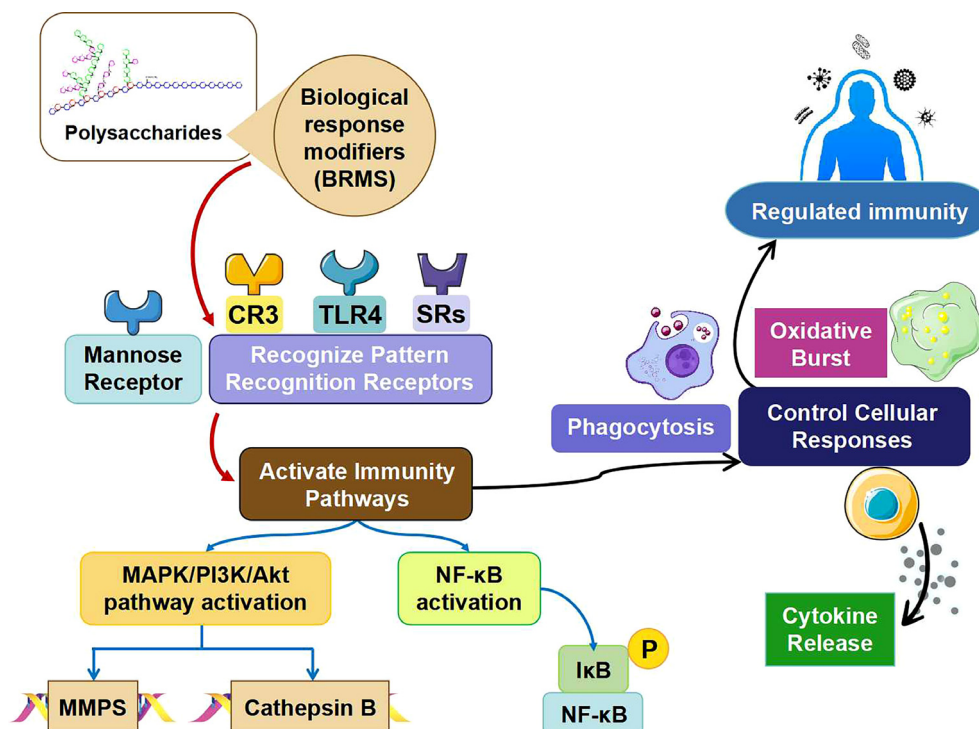 Polysaccharides
Biological
response
modifiers
(BRMS)
Regulated immunity
CR3
TLR4
SRs
Mannose
Receptor
Recognize Pattern
Recognition Receptors
Oxidative
Burst
Phagocytosis
Control Cellular
Responses
Activate Immunity
Pathways
MAPK/PI3K/Akt
pathway activation
NF-κB
activation
Cytokine
Release
P
IκB
NF-κB
MMPS
Cathepsin B